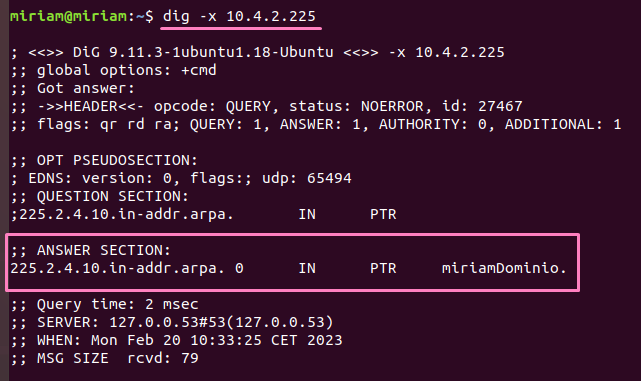 miriam@miriam:~$ dig -x 10.4.2.225
; <<>> DiG 9.11.3-1ubuntu1.18-Ubuntu <<>> -x 10.4.2.225
;; global options: +cmd
;; Got answer:
;; ->>HEADER<<- opcode: QUERY, status: NOERROR, id: 27467
;; flags: qr rd ra; QUERY: 1, ANSWER: 1, AUTHORITY: 0, ADDITIONAL: 1
;; OPT PSEUDOSECTION:
; EDNS: version: 0, flags:; udp: 65494
;; QUESTION SECTION:
;225.2.4.10.in-addr.arpa. IN PTR
;; ANSWER SECTION:
225.2.4.10.in-addr.arpa. 0 IN PTR miriamDominio.
;; Query time: 2 msec
;; SERVER: 127.0.0.53#53(127.0.0.53)
;; WHEN: Mon Feb 20 10:33:25 CET 2023
;; MSG SIZE rcvd: 79